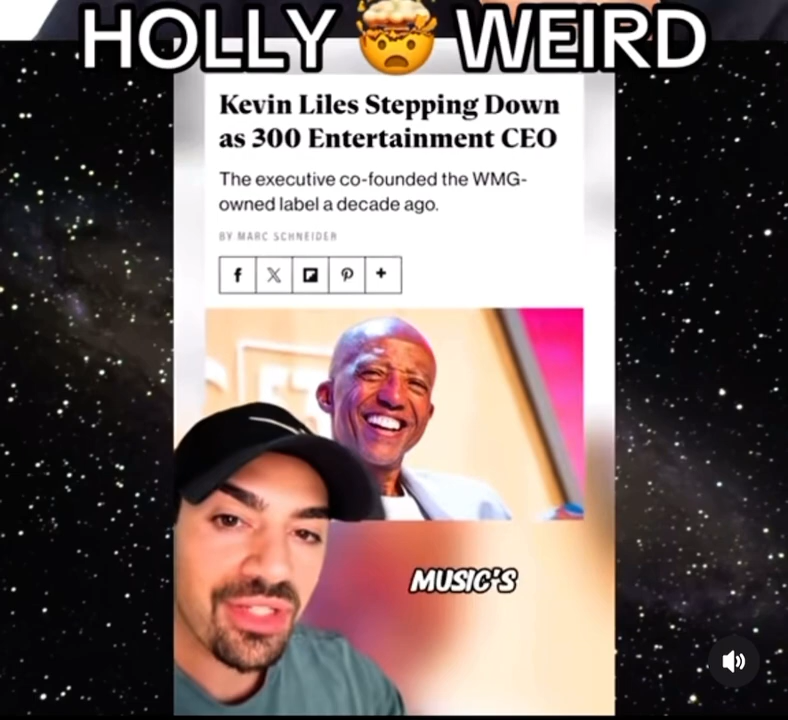 HOLLY 🤯 WEIRD
Kevin Liles Stepping Down
as 300 Entertainment CEO
The executive co-founded the WMG-
owned label a decade ago.
BY MARC SCHNEIDER
MUSIC'S